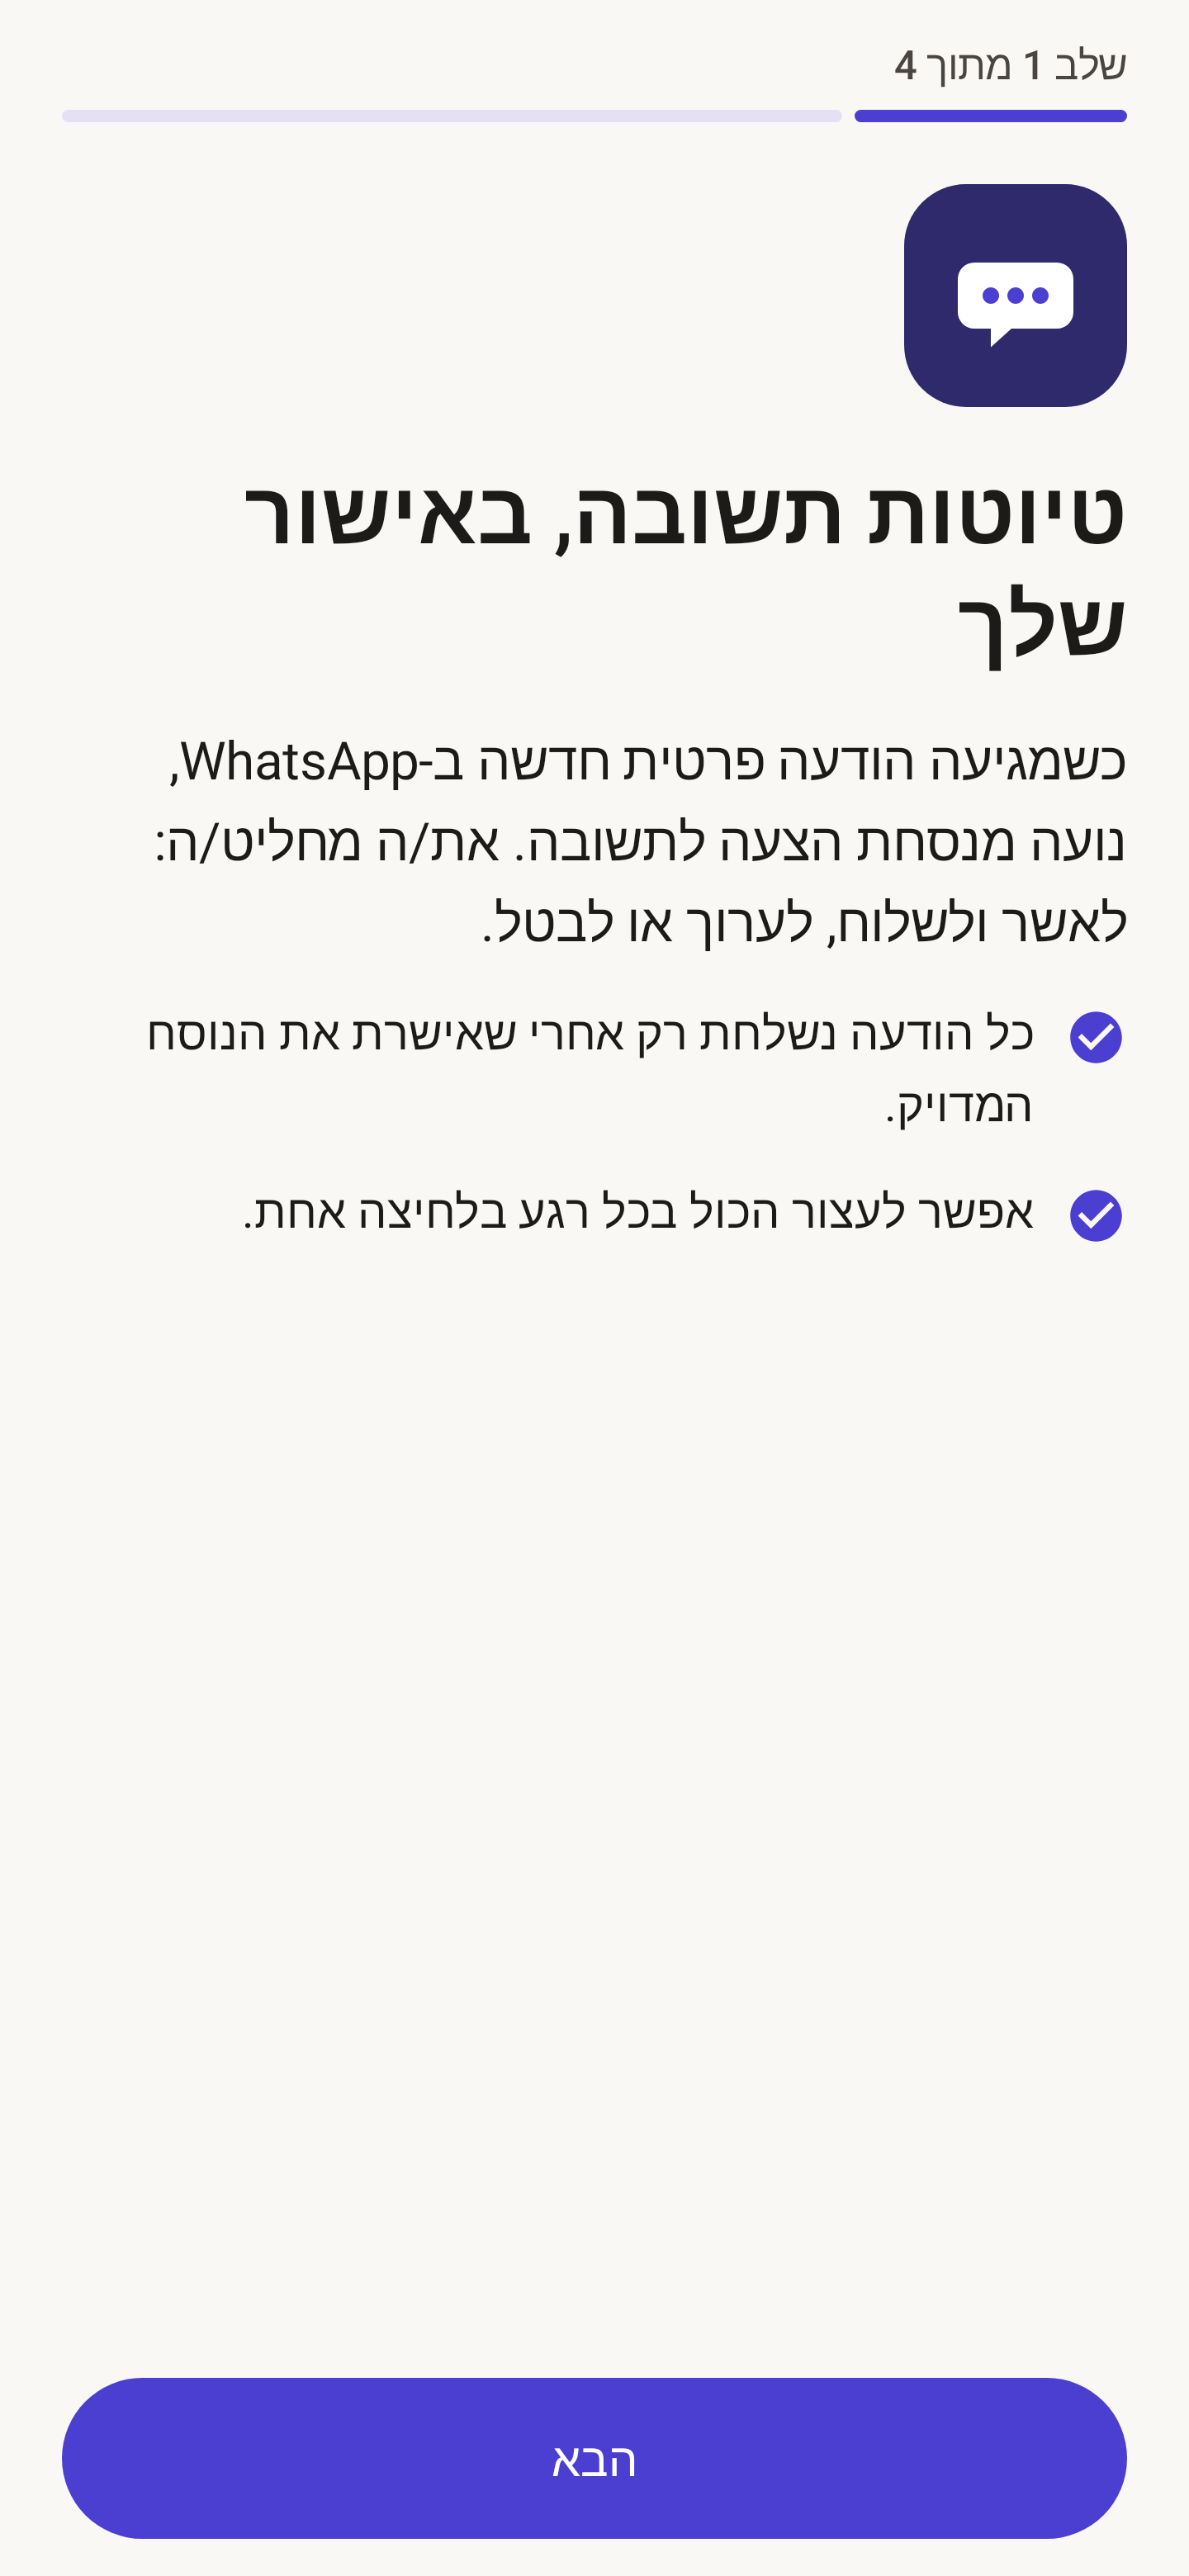 שלב 1 מתוך 4
טיוטות תשובה, באישור
שלך
כשמגיעה הודעה פרטית חדשה ב-WhatsApp,
נועה מנסחת הצעה לתשובה. את/ה מחליט/ה:
לאשר ולשלוח, לערוך או לבטל.
כל הודעה נשלחת רק אחרי שאישרת את הנוסח
המדויק.
אפשר לעצור הכול בכל רגע בלחיצה אחת.
הבא